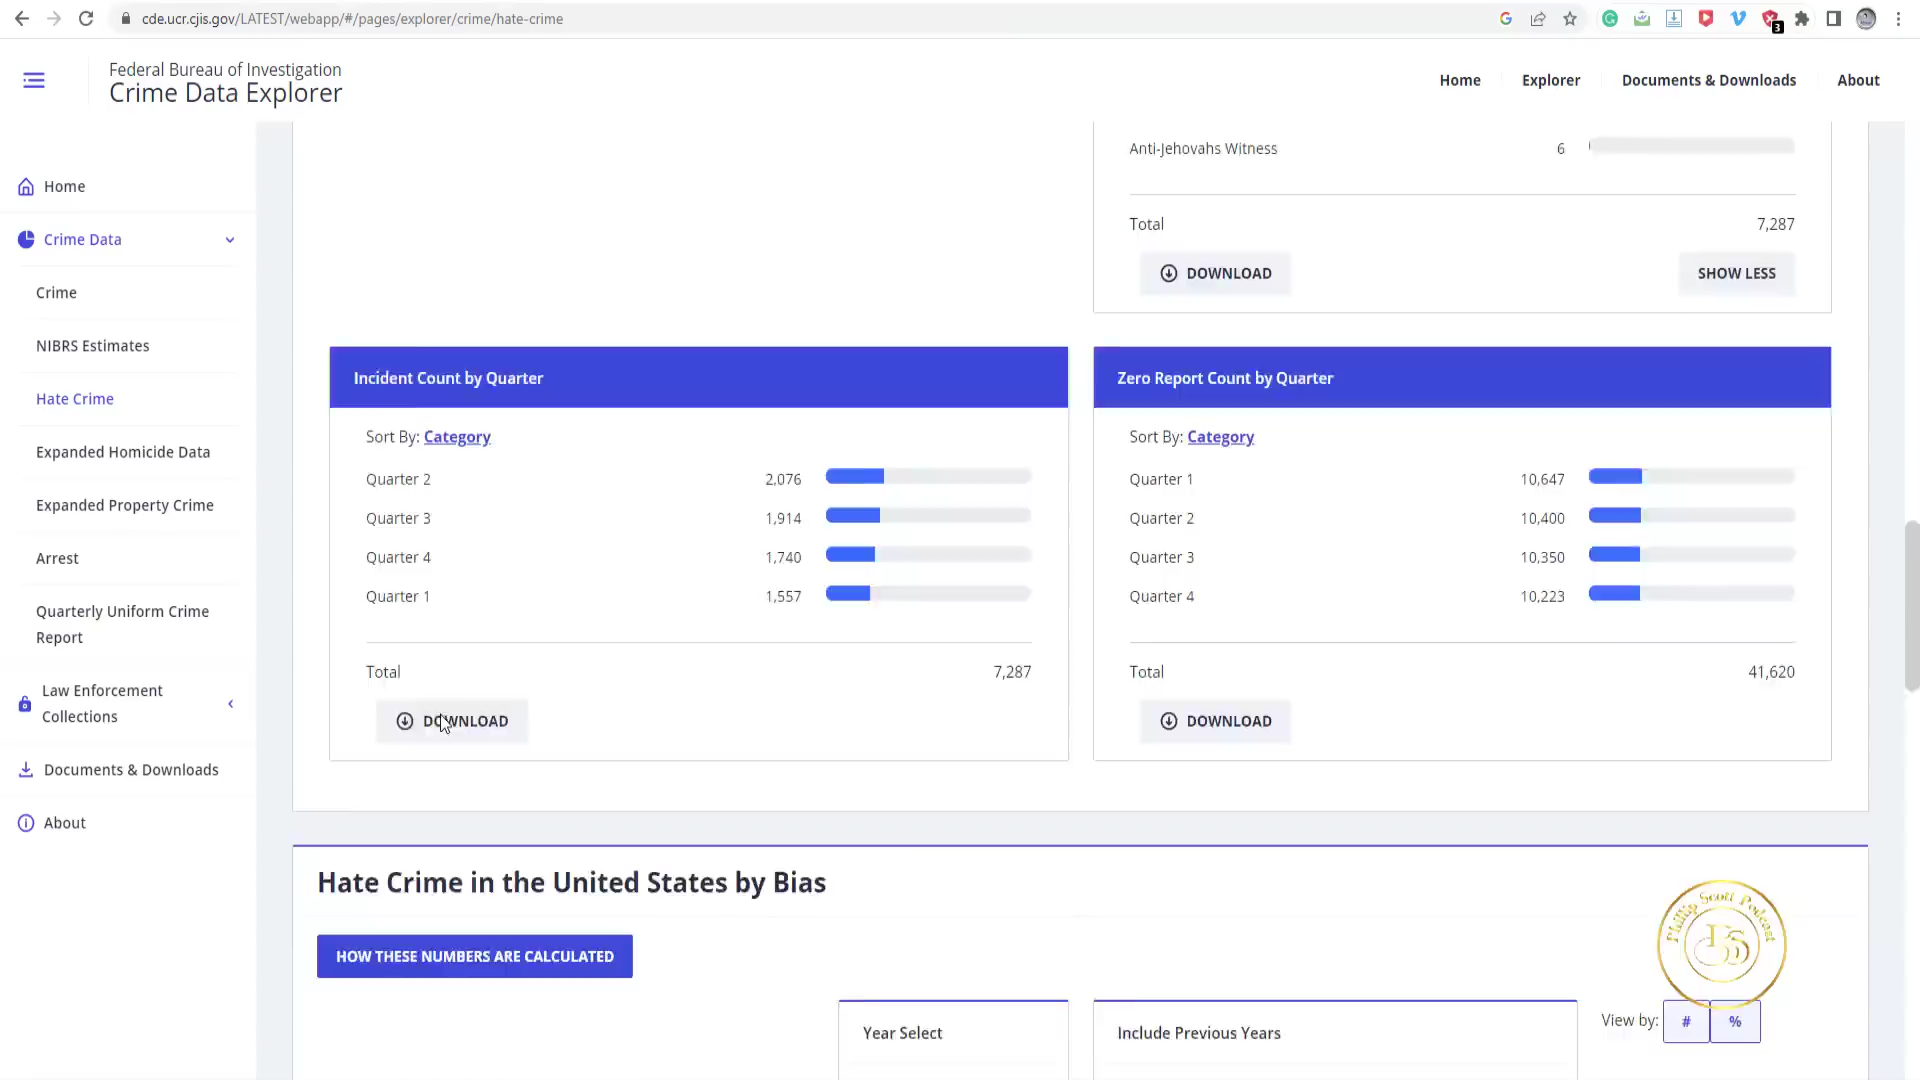 cde.ucr.cjis.gov/LATEST/webapp/#/pages/explorer/crime/hate-crime
3
Federal Bureau of Investigation
Crime Data Explorer
Home
Explorer
Documents & Downloads
About
Home
Crime Data
Crime
NIBRS Estimates
Hate Crime
Expanded Homicide Data
Expanded Property Crime
Arrest
Quarterly Uniform Crime
Report
Law Enforcement
Collections
Documents & Downloads
About
Anti-Jehovahs Witness 6
Total 7,287
DOWNLOAD
SHOW LESS
Incident Count by Quarter
Sort By: Category
Quarter 2 2,076
Quarter 3 1,914
Quarter 4 1,740
Quarter 1 1,557
Total 7,287
DOWNLOAD
Zero Report Count by Quarter
Sort By: Category
Quarter 1 10,647
Quarter 2 10,400
Quarter 3 10,350
Quarter 4 10,223
Total 41,620
DOWNLOAD
Hate Crime in the United States by Bias
HOW THESE NUMBERS ARE CALCULATED
Year Select
Include Previous Years
View by: # %
Phillip Scott Podcast